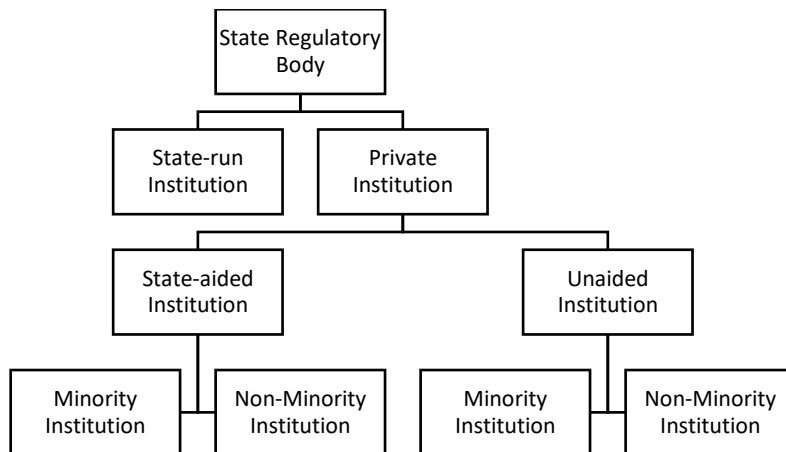 State Regulatory
Body
State-run
Institution
Private
Institution
State-aided
Institution
Unaided
Institution
Minority
Institution
Non-Minority
Institution
Minority
Institution
Non-Minority
Institution